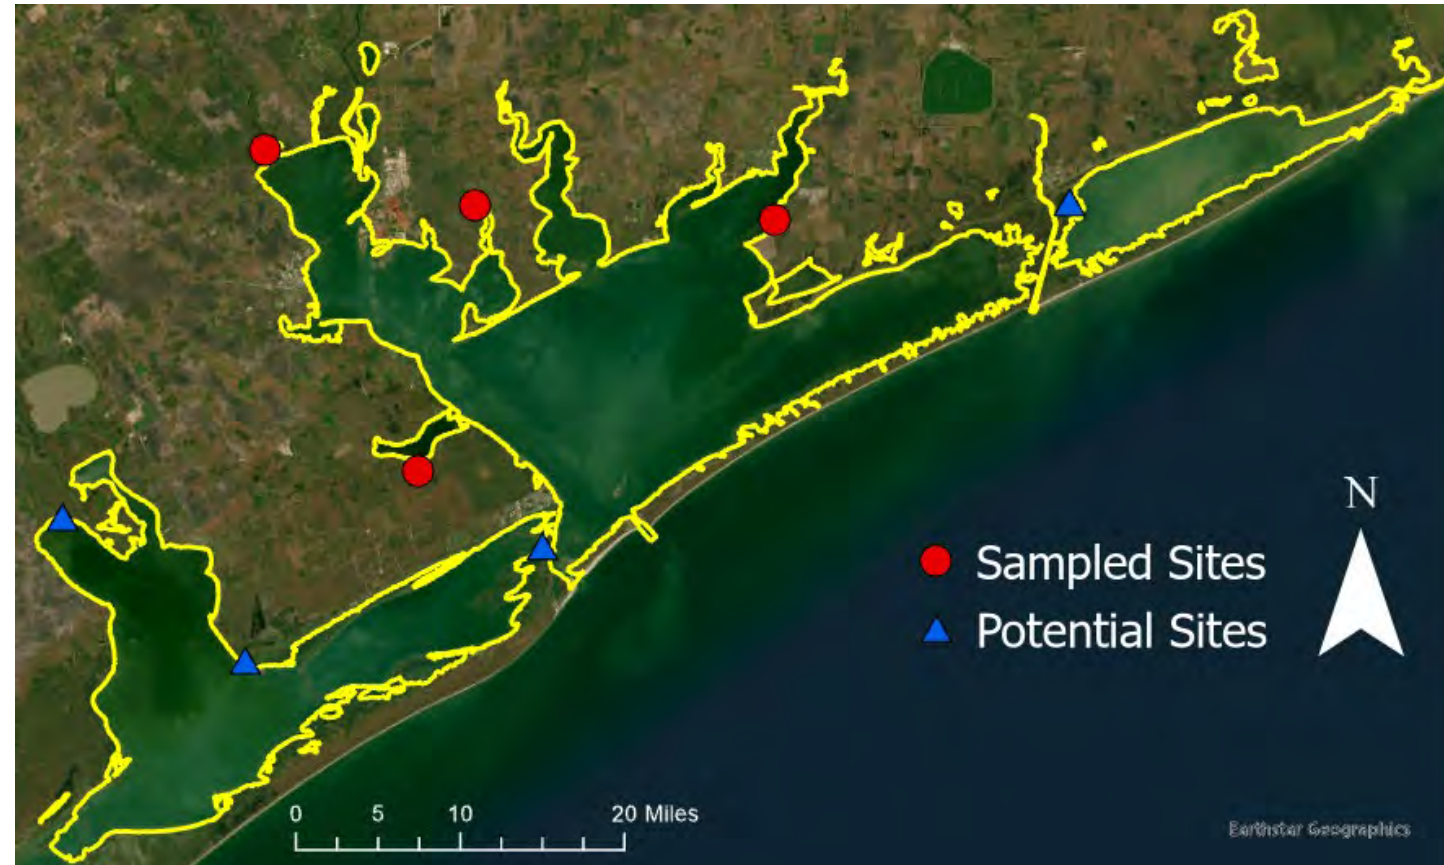 N
Sampled Sites
Potential Sites
0 5 10 20 Miles
Earthstar Geographics